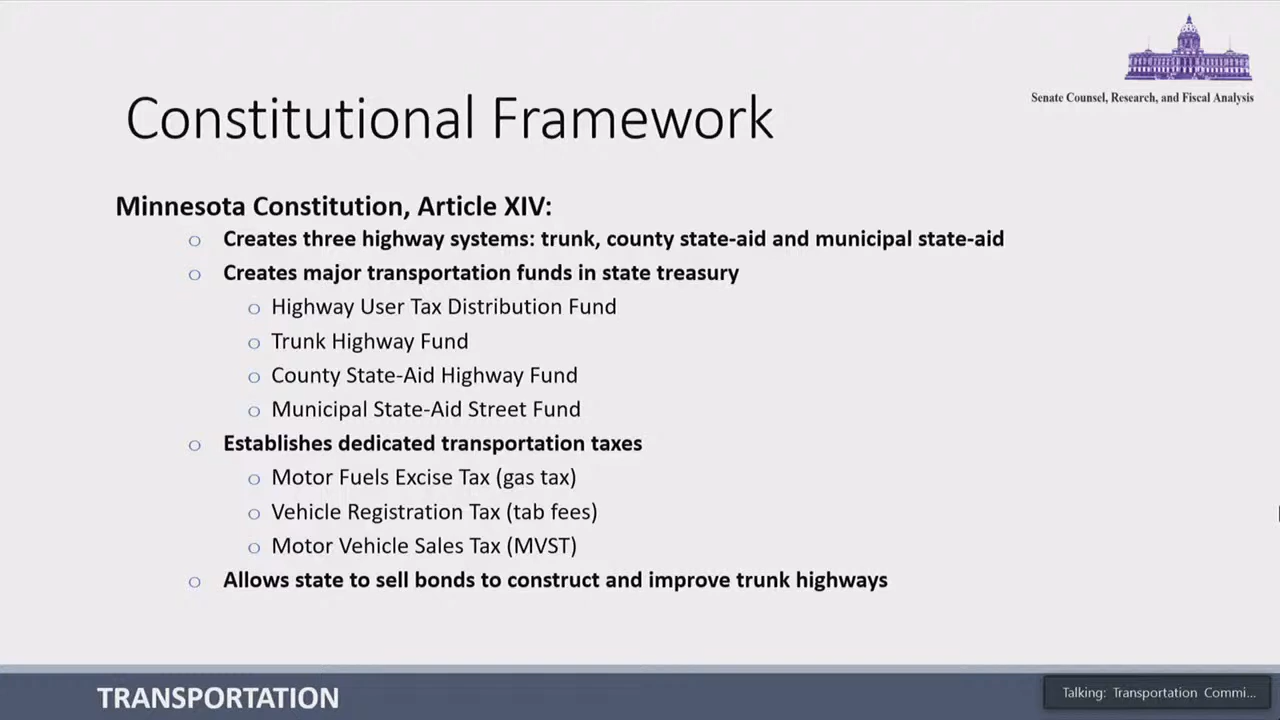 Senate Counsel, Research, and Fiscal Analysis
Constitutional Framework
Minnesota Constitution, Article XIV:
Creates three highway systems: trunk, county state-aid and municipal state-aid
Creates major transportation funds in state treasury
Highway User Tax Distribution Fund
Trunk Highway Fund
County State-Aid Highway Fund
Municipal State-Aid Street Fund
Establishes dedicated transportation taxes
Motor Fuels Excise Tax (gas tax)
Vehicle Registration Tax (tab fees)
Motor Vehicle Sales Tax (MVST)
Allows state to sell bonds to construct and improve trunk highways
TRANSPORTATION
Talking: Transportation Commi...